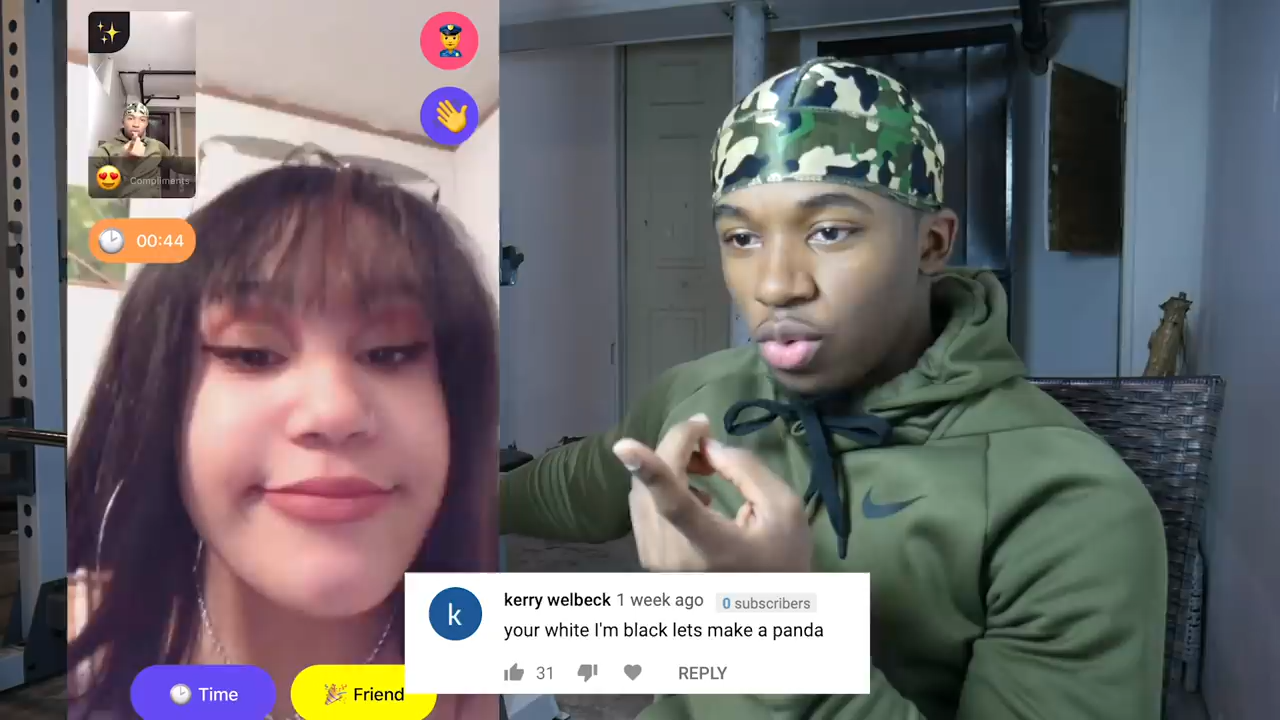 Compliments
00:44
kerry welbeck 1 week ago 0 subscribers
your white I'm black lets make a panda
31 REPLY
Time Friend